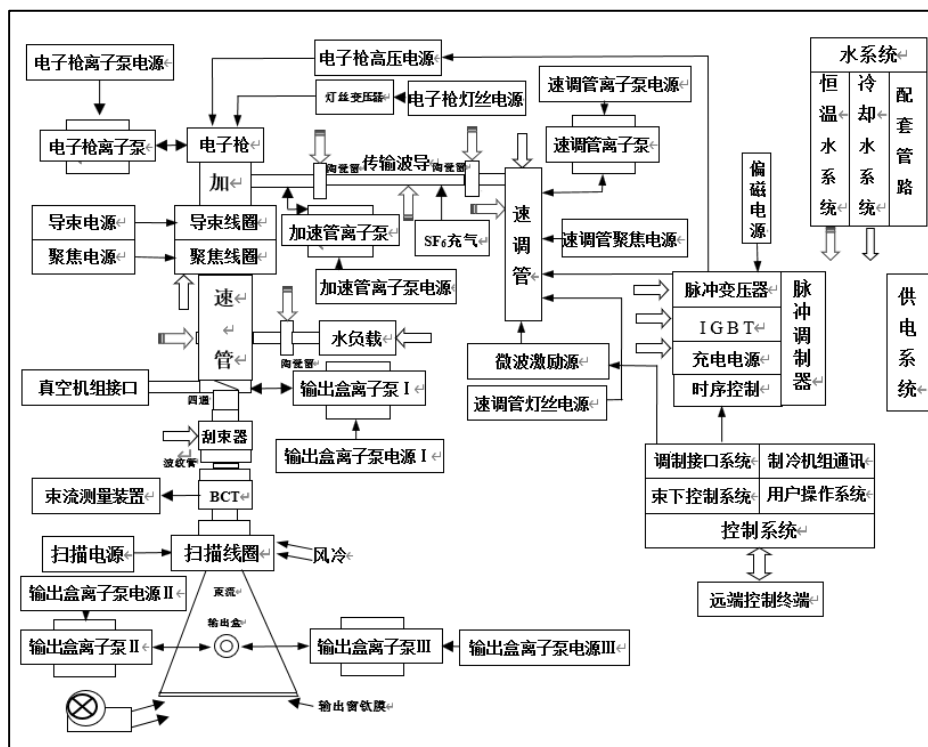 电子枪离子泵电源
电子枪高压电源
水系统
灯丝变压器
电子枪灯丝电源
速调管离子泵电源
恒温水系统
冷却水系统
配套管路
电子枪离子泵
电子枪
陶瓷窗
传输波导
陶瓷窗
速调管离子泵
加
速调管
偏磁电源
导束电源
导束线圈
加速管离子泵
SF₆充气
速调管聚焦电源
聚焦电源
聚焦线圈
加速管离子泵电源
脉冲变压器
脉冲调制器
供电系统
速
管
IGBT
水负载
陶瓷窗
微波激励源
充电电源
真空机组接口
四通
输出盒离子泵Ⅰ
速调管灯丝电源
时序控制
刮束器
波纹管
输出盒离子泵电源Ⅰ
调制接口系统
制冷机组通讯
束流测量装置
BCT
束下控制系统
用户操作系统
控制系统
扫描电源
扫描线圈
风冷
输出盒离子泵电源Ⅱ
束流
远端控制终端
输出盒
输出盒离子泵Ⅱ
输出盒离子泵Ⅲ
输出盒离子泵电源Ⅲ
输出窗钛膜